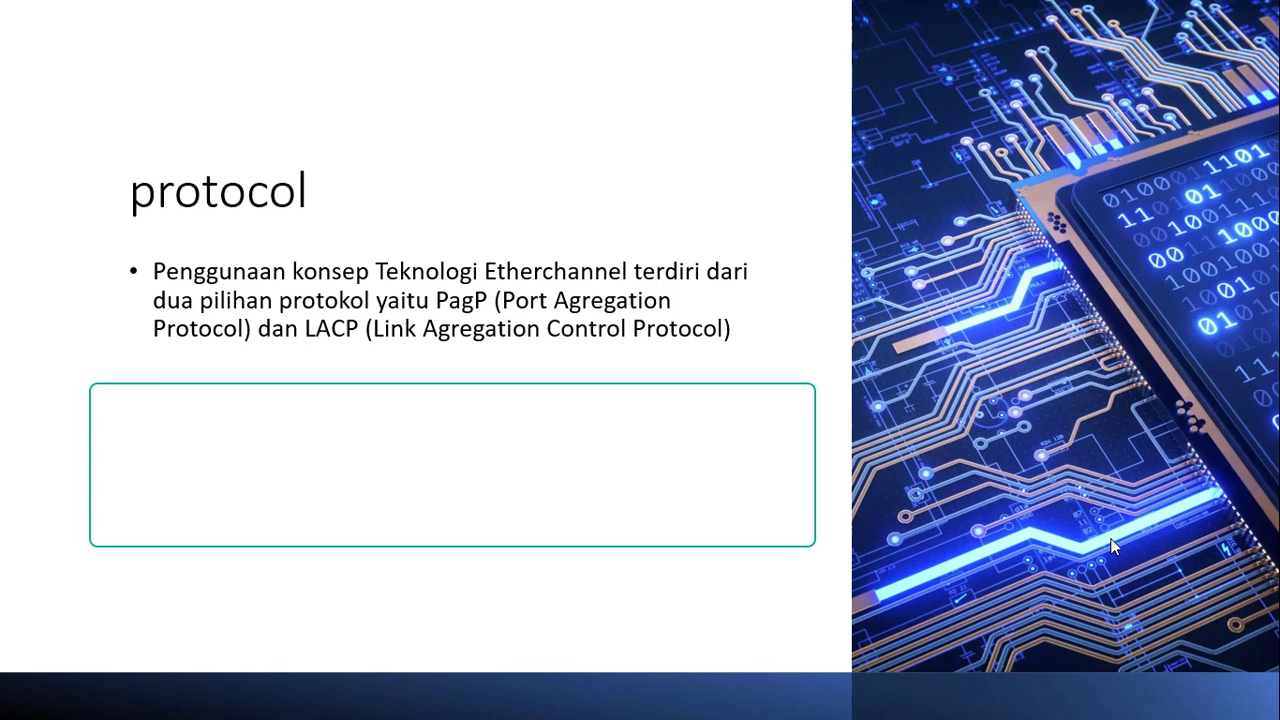 protocol
• Penggunaan konsep Teknologi Etherchannel terdiri dari
dua pilihan protokol yaitu PagP (Port Agregation
Protocol) dan LACP (Link Agregation Control Protocol)